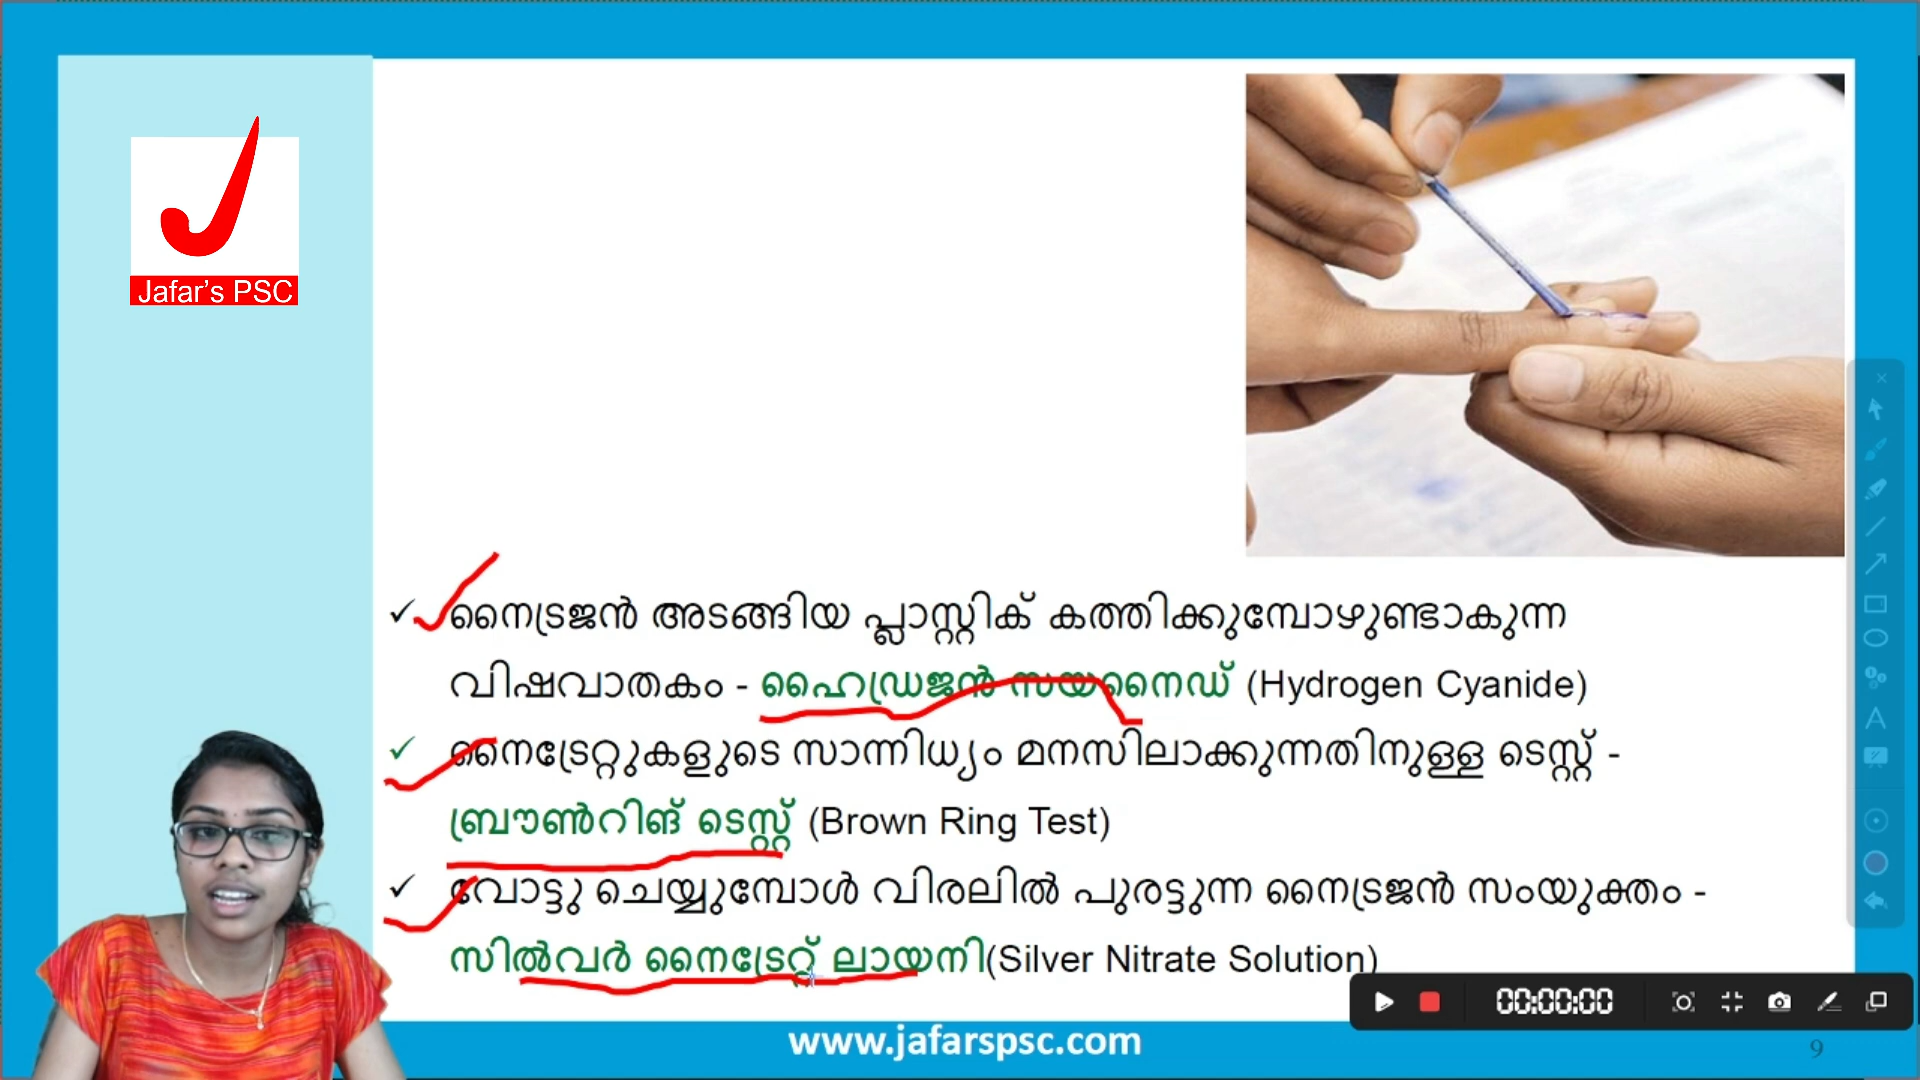 Jafar's PSC
✓ നൈട്രജൻ അടങ്ങിയ പ്ലാസ്റ്റിക് കത്തിക്കുമ്പോഴുണ്ടാകുന്ന
വിഷവാതകം - ഹൈഡ്രജൻ സയനൈഡ് (Hydrogen Cyanide)
✓ നൈട്രേറ്റുകളുടെ സാന്നിധ്യം മനസിലാക്കുന്നതിനുള്ള ടെസ്റ്റ് -
ബ്രൗൺറിങ് ടെസ്റ്റ് (Brown Ring Test)
✓ വോട്ടു ചെയ്യുമ്പോൾ വിരലിൽ പുരട്ടുന്ന നൈട്രജൻ സംയുക്തം -
സിൽവർ നൈട്രേറ്റ് ലായനി(Silver Nitrate Solution)
00:00:00
www.jafarspsc.com
9